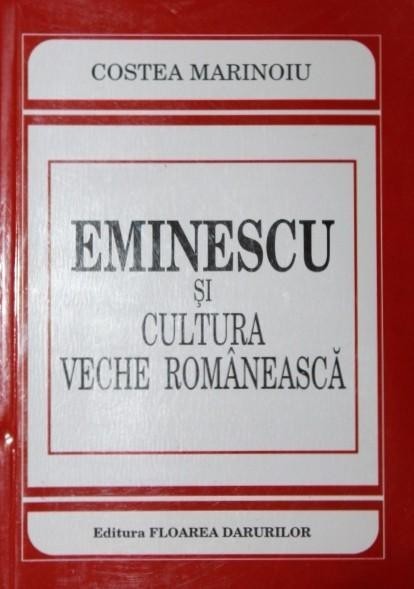 COSTEA MARINOIU
EMINESCU
ŞI
CULTURA
VECHE ROMÂNEASCĂ
Editura FLOAREA DARURILOR